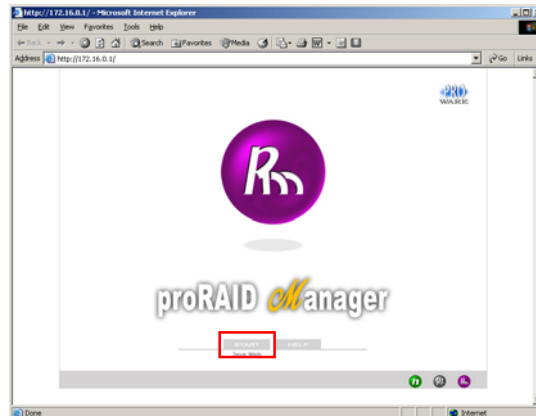 http://172.16.0.1/ - Microsoft Internet Explorer
File Edit View Favorites Tools Help
Back Search Favorites Media
Address http://172.16.0.1/ Go Links
PRO
WARE
Rm
proRAID Manager
START HELP
Java Web
Done Internet